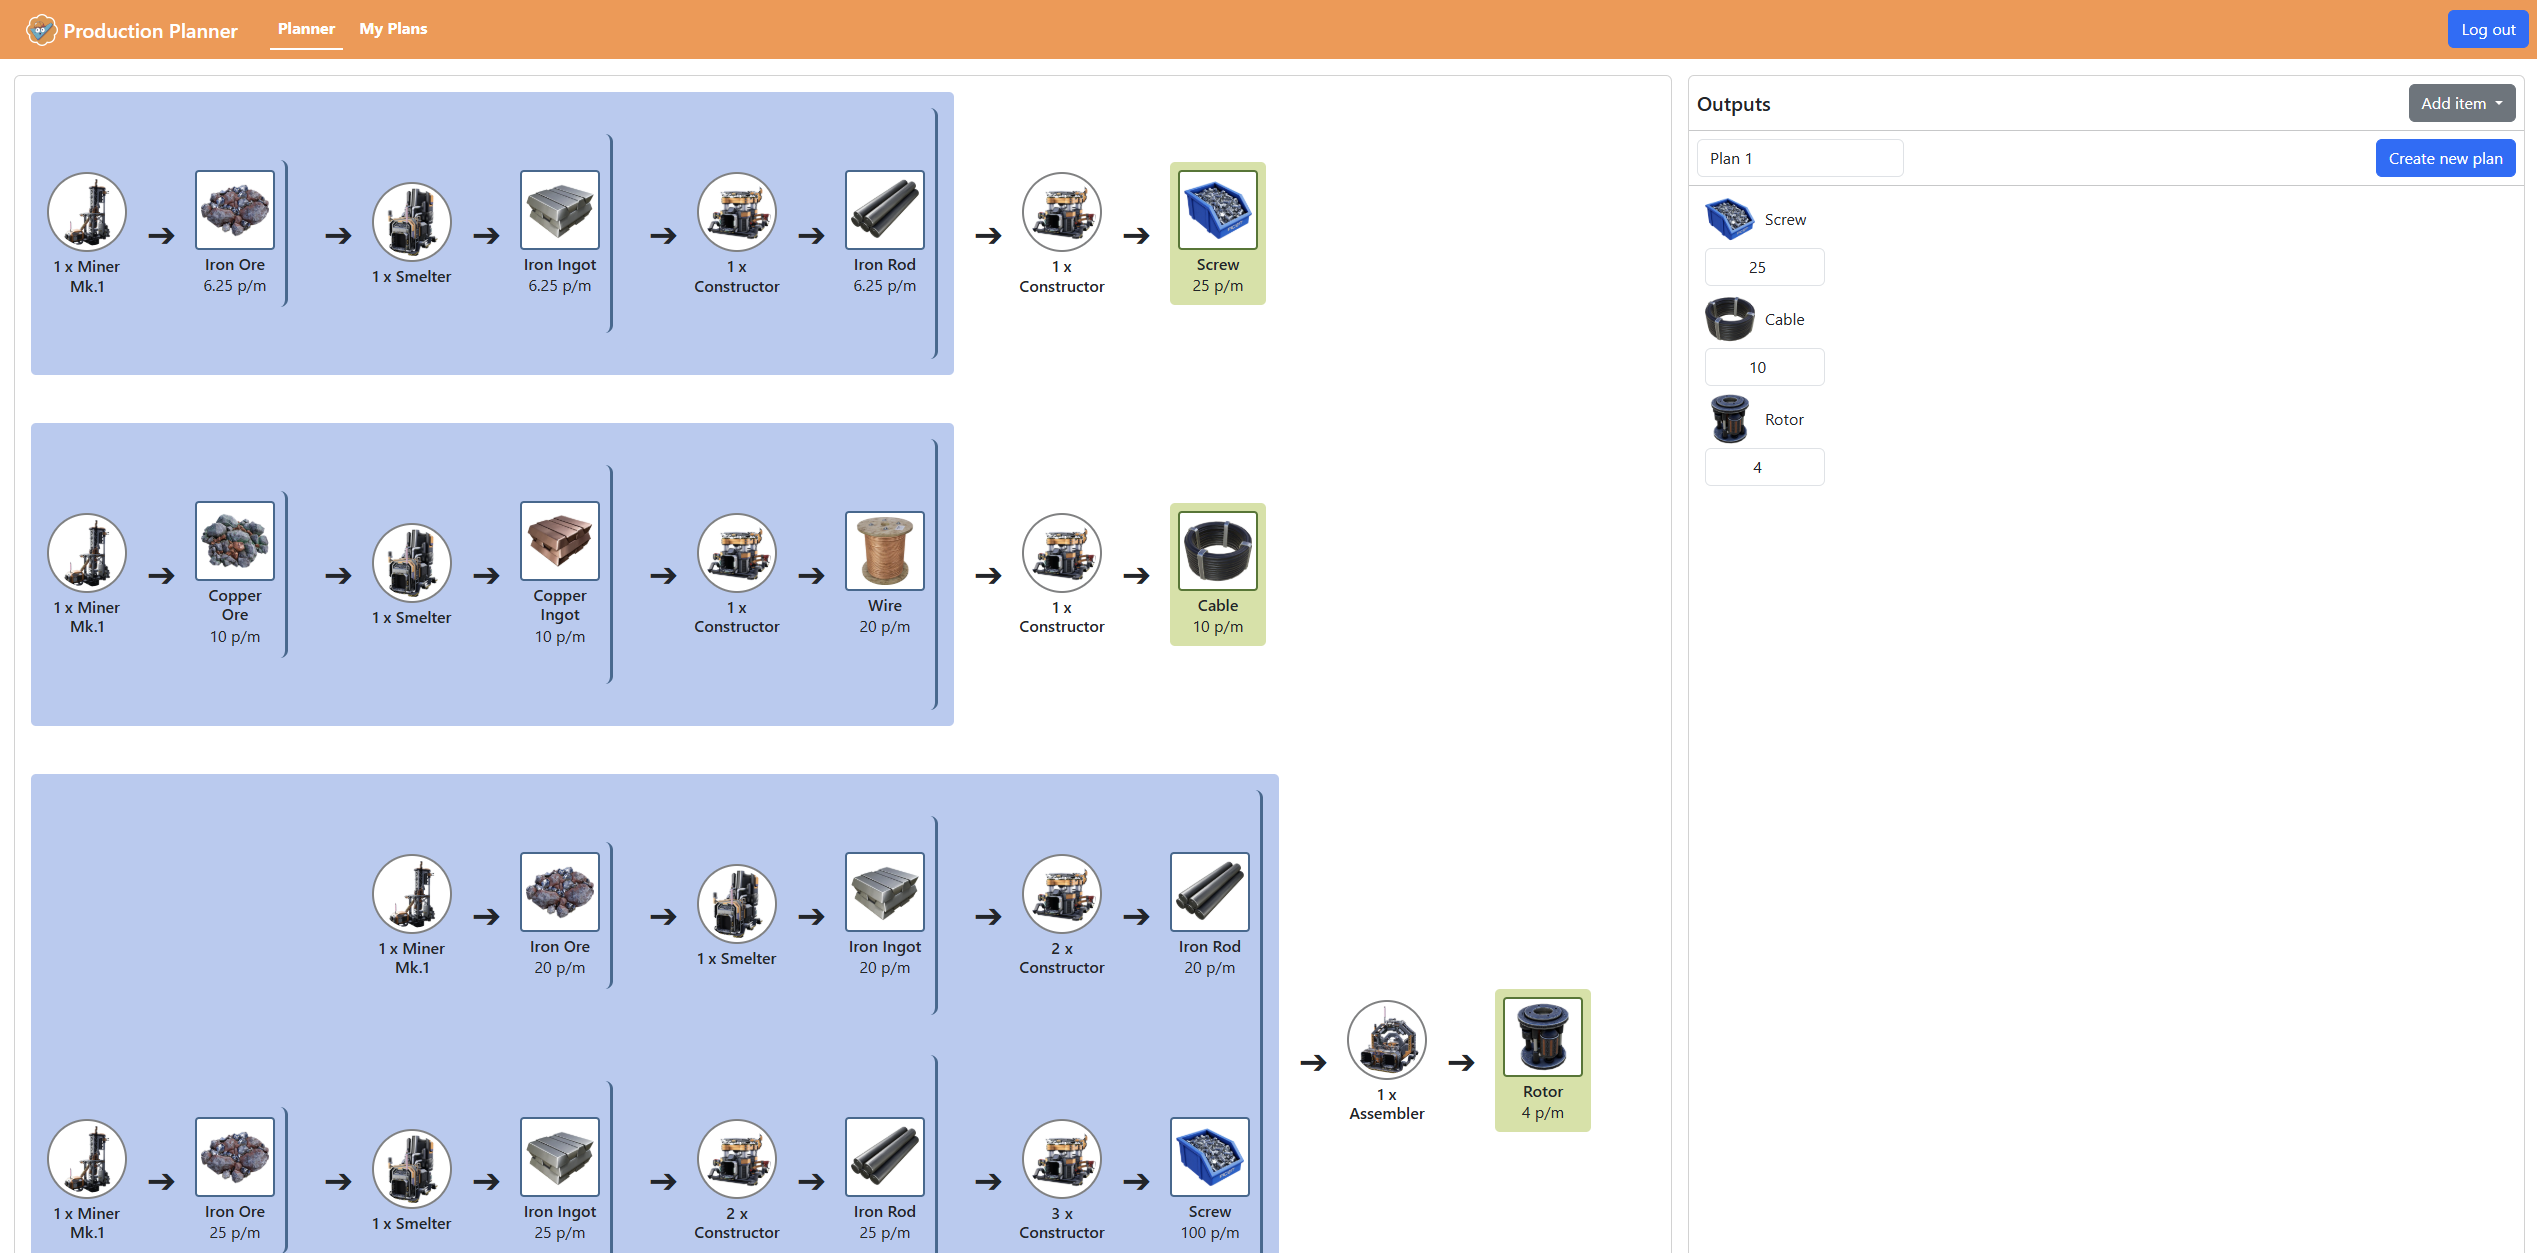 Production Planner
Planner
My Plans
Log out
1 x Miner
Mk.1
Iron Ore
6.25 p/m
1 x Smelter
Iron Ingot
6.25 p/m
1 x
Constructor
Iron Rod
6.25 p/m
1 x
Constructor
Screw
25 p/m
1 x Miner
Mk.1
Copper
Ore
10 p/m
1 x Smelter
Copper
Ingot
10 p/m
1 x
Constructor
Wire
20 p/m
1 x
Constructor
Cable
10 p/m
1 x Miner
Mk.1
Iron Ore
20 p/m
1 x Smelter
Iron Ingot
20 p/m
2 x
Constructor
Iron Rod
20 p/m
1 x Miner
Mk.1
Iron Ore
25 p/m
1 x Smelter
Iron Ingot
25 p/m
2 x
Constructor
Iron Rod
25 p/m
3 x
Constructor
Screw
100 p/m
1 x
Assembler
Rotor
4 p/m
Outputs
Add item
Plan 1
Create new plan
Screw
25
Cable
10
Rotor
4